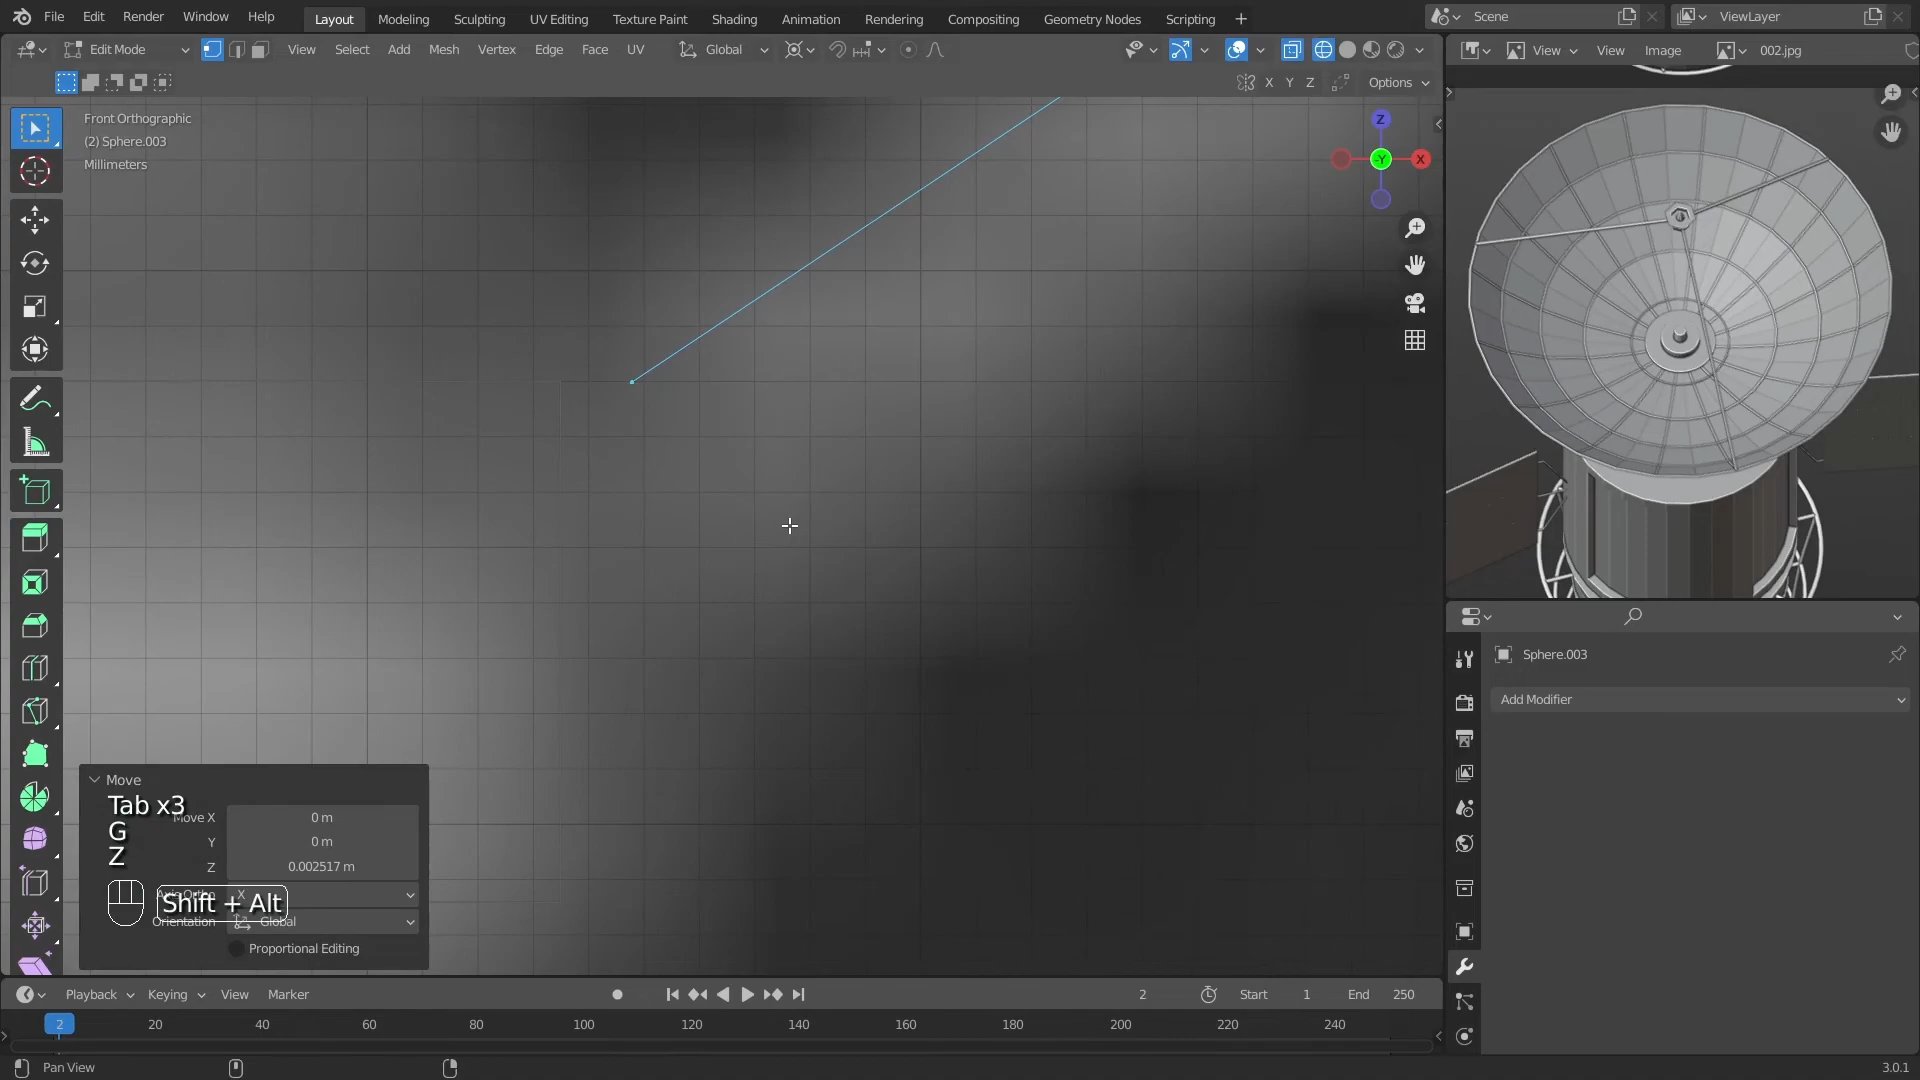 File Edit Render Window Help Layout Modeling Sculpting UV Editing Texture Paint Shading Animation Rendering Compositing Geometry Nodes Scripting + Scene ViewLayer
Edit Mode View Select Add Mesh Vertex Edge Face UV Global View View Image 002.jpg
X Y Z Options
Front Orthographic
(2) Sphere.003
Millimeters
Z
-Y
X
Sphere.003
Add Modifier
Move
Tab x3
Move X 0 m
G
Y 0 m
Z
Z 0.002517 m
Axis Ortho X
Shift + Alt
Orientation Global
Proportional Editing
Playback Keying View Marker 2 Start 1 End 250
2 20 40 60 80 100 120 140 160 180 200 220 240
Pan View 3.0.1